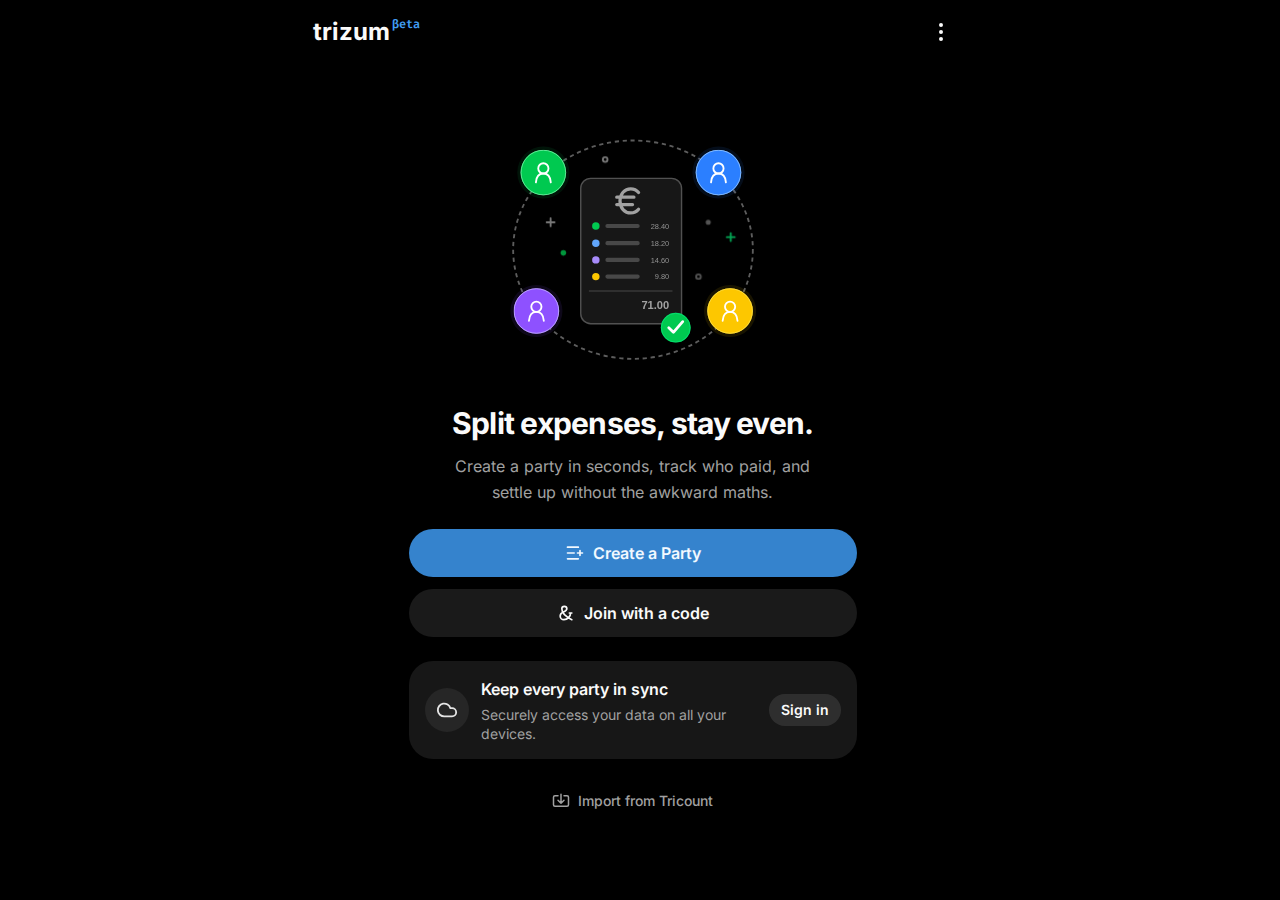 trizum βeta
€
28.40
18.20
14.60
9.80
71.00
Split expenses, stay even.
Create a party in seconds, track who paid, and
settle up without the awkward maths.
Create a Party
& Join with a code
Keep every party in sync
Securely access your data on all your
devices.
Sign in
Import from Tricount